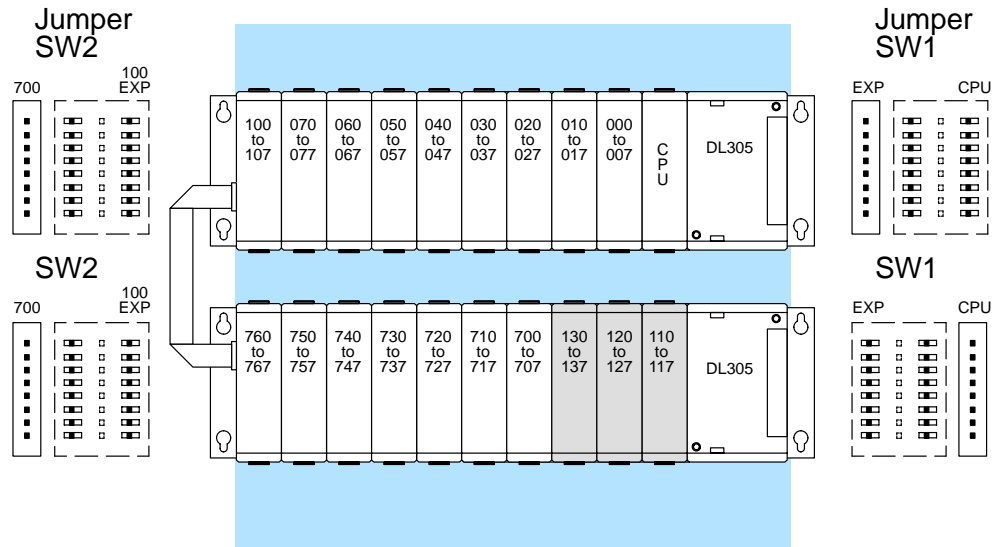 Jumper
SW2
700
100
EXP
Jumper
SW1
EXP
CPU
100
to
107
070
to
077
060
to
067
050
to
057
040
to
047
030
to
037
020
to
027
010
to
017
000
to
007
C
P
U
DL305
SW2
700
100
EXP
SW1
EXP
CPU
760
to
767
750
to
757
740
to
747
730
to
737
720
to
727
710
to
717
700
to
707
130
to
137
120
to
127
110
to
117
DL305